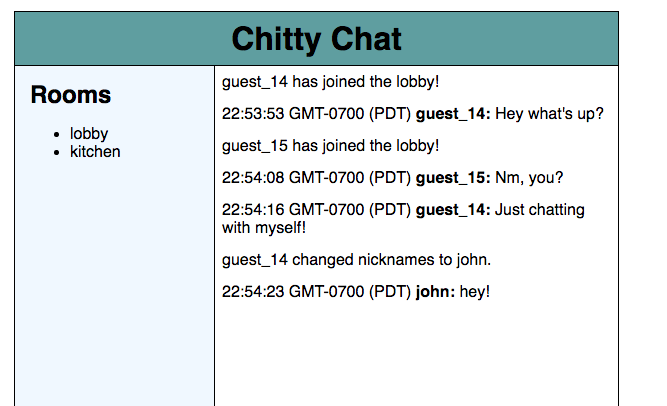 Chitty Chat
Rooms
lobby
kitchen
guest_14 has joined the lobby!
22:53:53 GMT-0700 (PDT) guest_14: Hey what's up?
guest_15 has joined the lobby!
22:54:08 GMT-0700 (PDT) guest_15: Nm, you?
22:54:16 GMT-0700 (PDT) guest_14: Just chatting
with myself!
guest_14 changed nicknames to john.
22:54:23 GMT-0700 (PDT) john: hey!